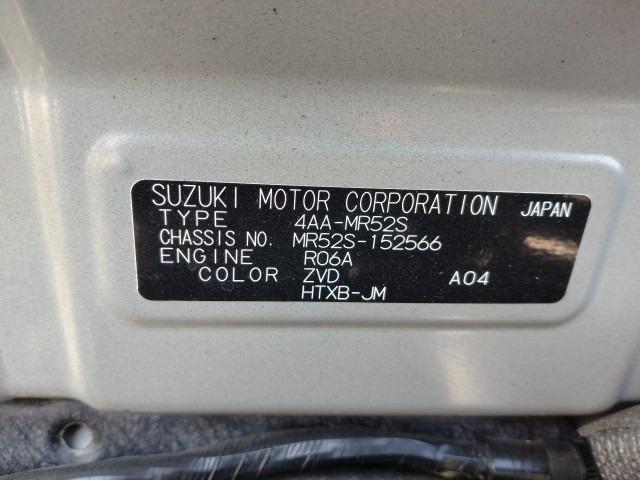 SUZUKI MOTOR CORPORATION JAPAN
TYPE 4AA-MR52S
CHASSIS NO. MR52S-152566
ENGINE R06A
COLOR ZVD A04
HTXB-JM